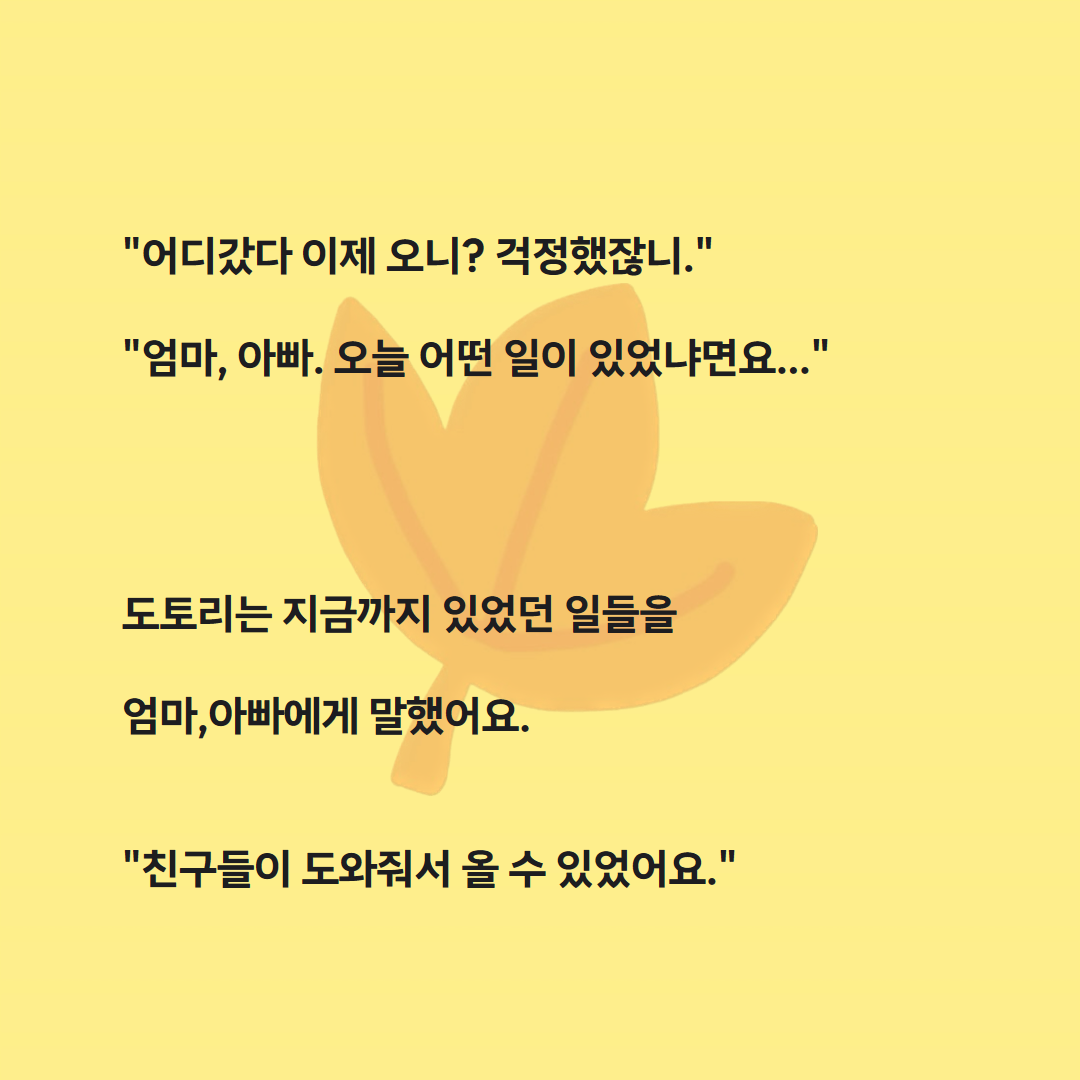 "어디갔다 이제 오니? 걱정했잖니."
"엄마, 아빠. 오늘 어떤 일이 있었냐면요..."
도토리는 지금까지 있었던 일들을
엄마,아빠에게 말했어요.
"친구들이 도와줘서 올 수 있었어요."